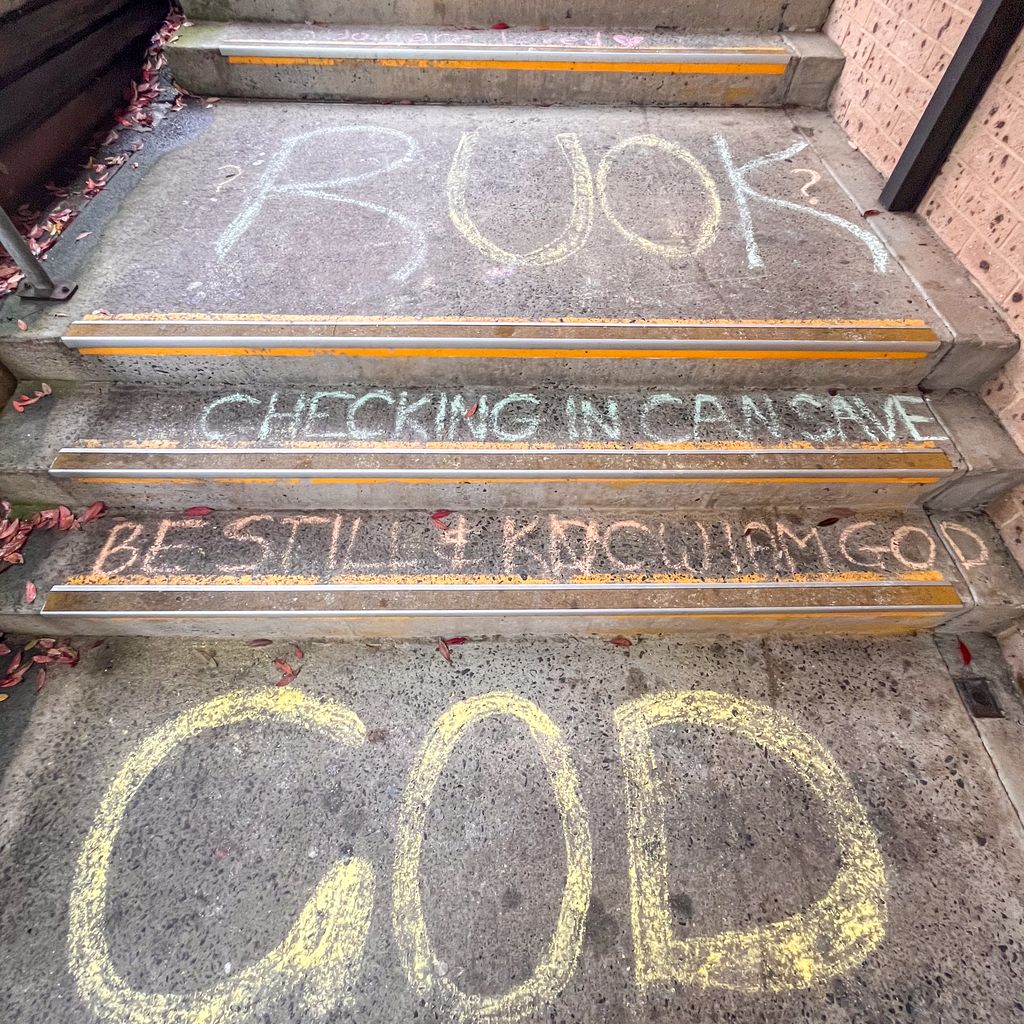 ? RUOK ?
CHECKING IN CAN SAVE
BE STILL & KNOW I AM GOD
GOD